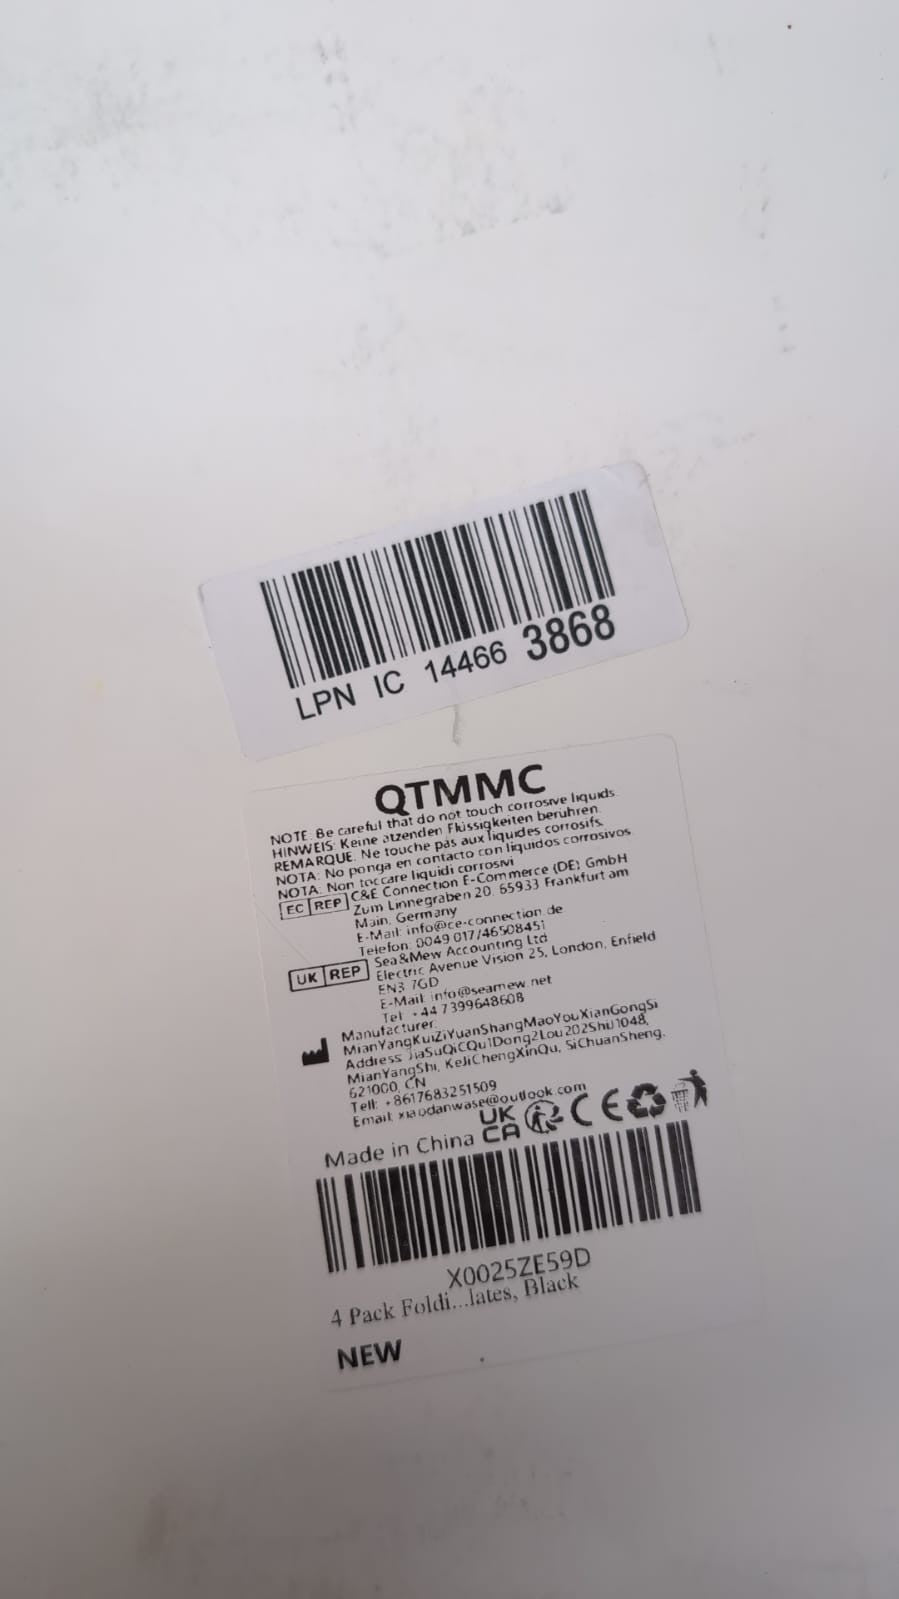 LPN IC 14466 3868
QTMMC
NOTE: Be careful that do not touch corrosive liquids.
HINWEIS: Keine ätzenden Flüssigkeiten berühren.
REMARQUE: Ne touche pas aux liquides corrosifs.
NOTA: No ponga en contacto con liquidos corrosivos.
NOTA: Non toccare liquidi corrosivi
EC REP C&E Connection E-Commerce (DE) GmbH
Zum Linnegraben 20, 65933 Frankfurt am
Main, Germany
E-Mail: info@ce-connection.de
Telefon: 0049 017/46508451
UK REP Sea&Mew Accounting Ltd
Electric Avenue Vision 25, London, Enfield
EN3 7GD
E-Mail: info@seamew.net
Tel: +44 7399648608
Manufacturer:
MianYangKuiZiYuanShangMaoYouXianGongSi
Address: JiaSuQiCQu1Dong2Lou202Shi/1048,
MianYangShi, KeJiChengXinQu, SiChuanSheng,
621000, CN
Tell: +8617683251509
Email: xiaodanwase@outlook.com
Made in China UK CA CE
X0025ZE59D
4 Pack Foldi...lates, Black
NEW